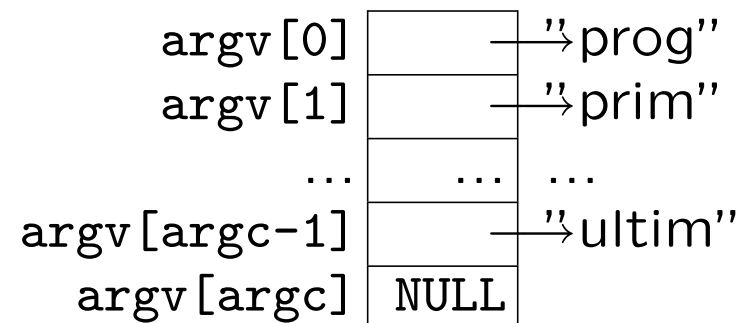 argv[0] "prog"
argv[1] "prim"
... ... ...
argv[argc-1] "ultim"
argv[argc] NULL